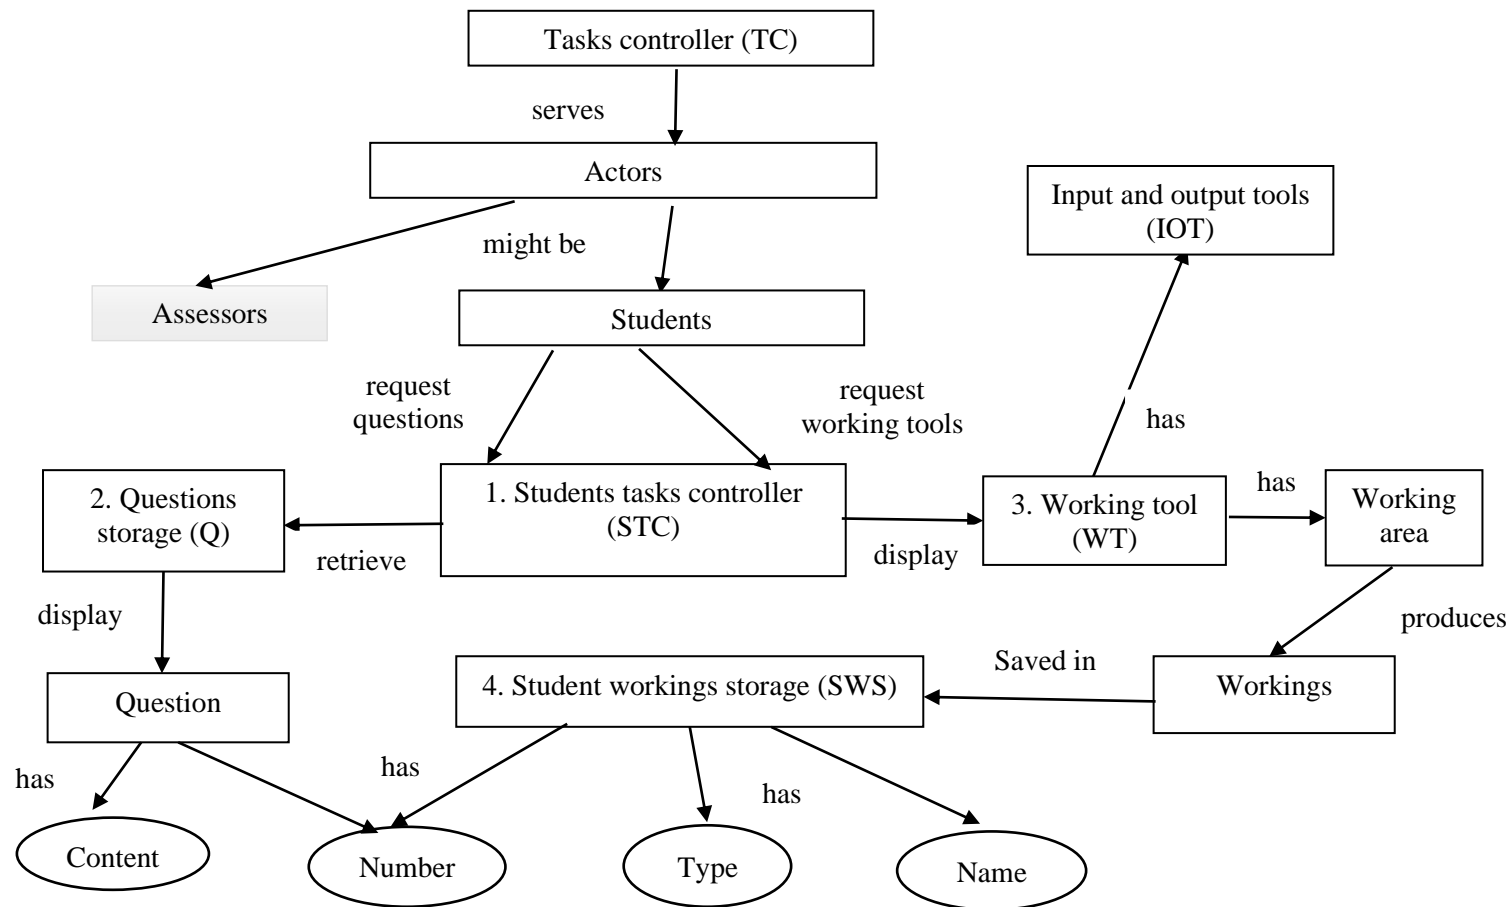 Tasks controller (TC)
serves
Actors
Input and output tools
(IOT)
might be
Assessors
Students
request
questions
request
working tools
has
2. Questions
storage (Q)
1. Students tasks controller
(STC)
3. Working tool
(WT)
has
Working
area
retrieve
display
display
produces
Question
4. Student workings storage (SWS)
Saved in
Workings
has
has
has
Content
Number
Type
Name